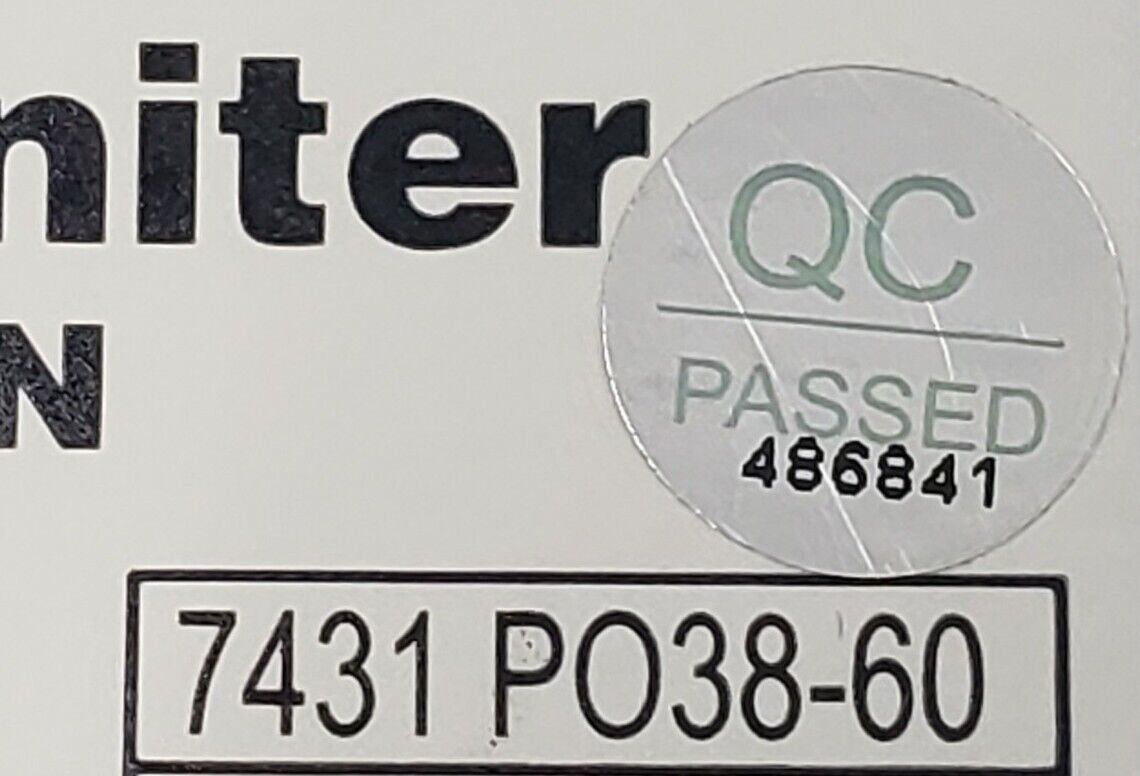 niter
N
QC
PASSED
486841
7431 PO38-60